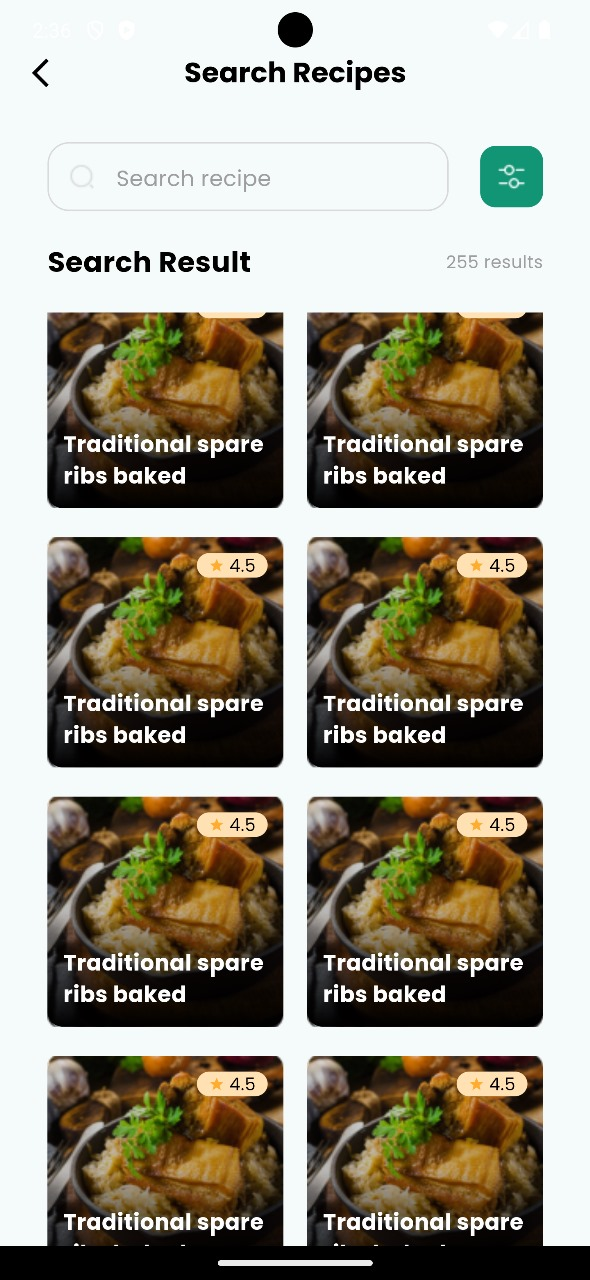 2:36
Search Recipes
Search recipe
Search Result
255 results
Traditional spare
ribs baked
Traditional spare
ribs baked
4.5
Traditional spare
ribs baked
4.5
Traditional spare
ribs baked
4.5
Traditional spare
ribs baked
4.5
Traditional spare
ribs baked
4.5
Traditional spare
4.5
Traditional spare